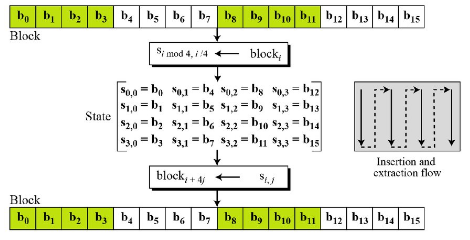 b₀ b₁ b₂ b₃ b₄ b₅ b₆ b₇ b₈ b₉ b₁₀ b₁₁ b₁₂ b₁₃ b₁₄ b₁₅
Block
s i mod 4, i /4 ← block i
State
s0,0 = b₀ s0,1 = b₄ s0,2 = b₈ s0,3 = b₁₂
s1,0 = b₁ s1,1 = b₅ s1,2 = b₉ s1,3 = b₁₃
s2,0 = b₂ s2,1 = b₆ s2,2 = b₁₀ s2,3 = b₁₄
s3,0 = b₃ s3,1 = b₇ s3,2 = b₁₁ s3,3 = b₁₅
Insertion and
extraction flow
block i + 4j ← s i, j
Block
b₀ b₁ b₂ b₃ b₄ b₅ b₆ b₇ b₈ b₉ b₁₀ b₁₁ b₁₂ b₁₃ b₁₄ b₁₅